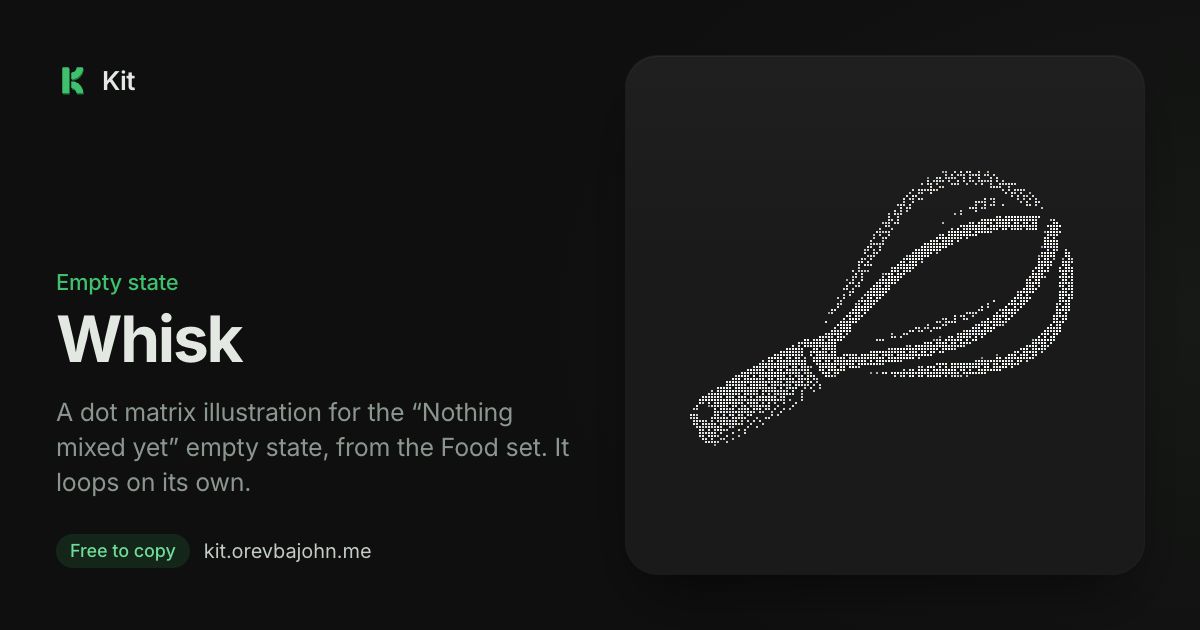 Kit
Empty state
Whisk
A dot matrix illustration for the “Nothing
mixed yet” empty state, from the Food set. It
loops on its own.
Free to copy
kit.orevbajohn.me